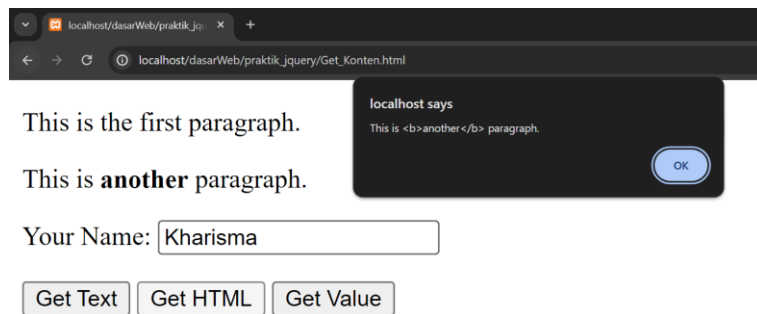 localhost/dasarWeb/praktik_jqu
localhost/dasarWeb/praktik_jquery/Get_Konten.html
localhost says
This is <b>another</b> paragraph.
OK
This is the first paragraph.
This is another paragraph.
Your Name: Kharisma
Get Text Get HTML Get Value